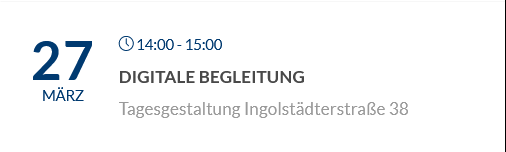 27
MÄRZ
14:00 - 15:00
DIGITALE BEGLEITUNG
Tagesgestaltung Ingolstädterstraße 38